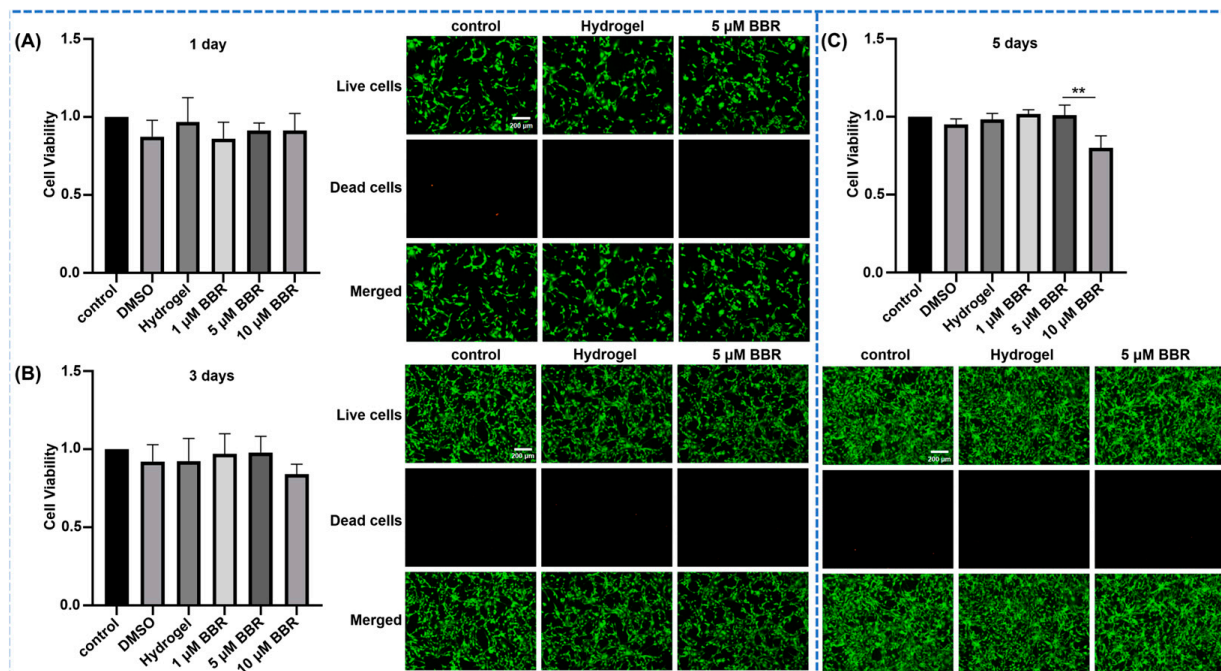 (A)
1 day
1.5
1.0
0.5
0.0
Cell Viability
control
DMSO
Hydrogel
1 μM BBR
5 μM BBR
10 μM BBR
control Hydrogel 5 μM BBR
Live cells
200 μm
Dead cells
Merged
(B)
3 days
1.5
1.0
0.5
0.0
Cell Viability
control
DMSO
Hydrogel
1 μM BBR
5 μM BBR
10 μM BBR
control Hydrogel 5 μM BBR
Live cells
200 μm
Dead cells
Merged
(C)
5 days
1.5
1.0
0.5
0.0
Cell Viability
**
control
DMSO
Hydrogel
1 μM BBR
5 μM BBR
10 μM BBR
control Hydrogel 5 μM BBR
200 μm